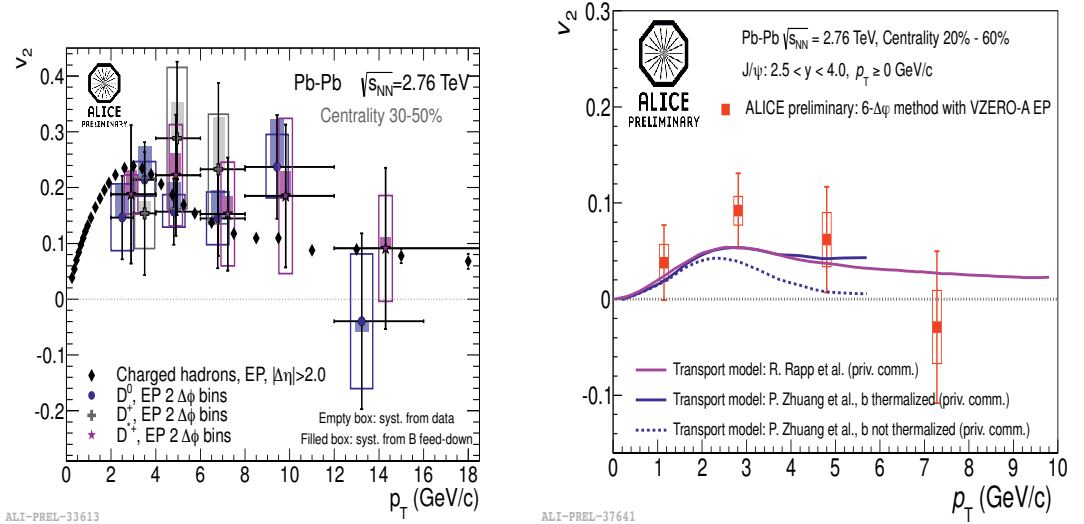 v₂
0.4
0.3
0.2
0.1
0
-0.1
-0.2
ALICE
PRELIMINARY
Pb-Pb √sNN=2.76 TeV
Centrality 30-50%
Charged hadrons, EP, |Δη|>2.0
D⁰, EP 2 Δϕ bins
D⁺, EP 2 Δϕ bins
D*⁺, EP 2 Δϕ bins
Empty box: syst. from data
Filled box: syst. from B feed-down
0 2 4 6 8 10 12 14 16 18
pT (GeV/c)
ALI-PREL-33613
v₂
0.3
0.2
0.1
0.0
-0.1
ALICE
PRELIMINARY
Pb-Pb √sNN = 2.76 TeV, Centrality 20% - 60%
J/ψ: 2.5 < y < 4.0, pT ≥ 0 GeV/c
ALICE preliminary: 6-Δφ method with VZERO-A EP
Transport model: R. Rapp et al. (priv. comm.)
Transport model: P. Zhuang et al., b thermalized (priv. comm.)
Transport model: P. Zhuang et al., b not thermalized (priv. comm.)
0 1 2 3 4 5 6 7 8 9 10
pT (GeV/c)
ALI-PREL-37641